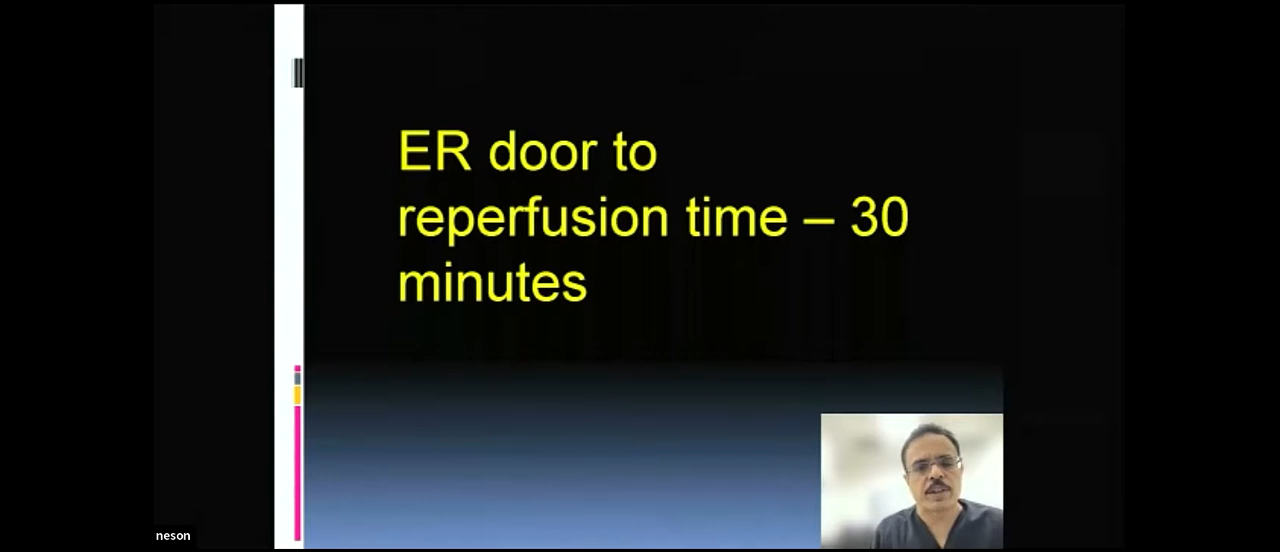 ER door to
reperfusion time – 30
minutes
neson